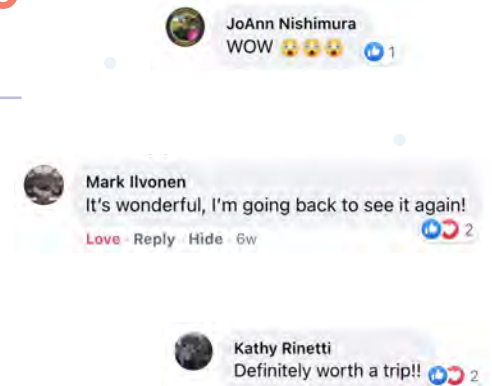 JoAnn Nishimura
WOW 😲😲😲 1
Mark Ilvonen
It's wonderful, I'm going back to see it again!
Love · Reply · Hide · 6w 2
Kathy Rinetti
Definitely worth a trip!! 2